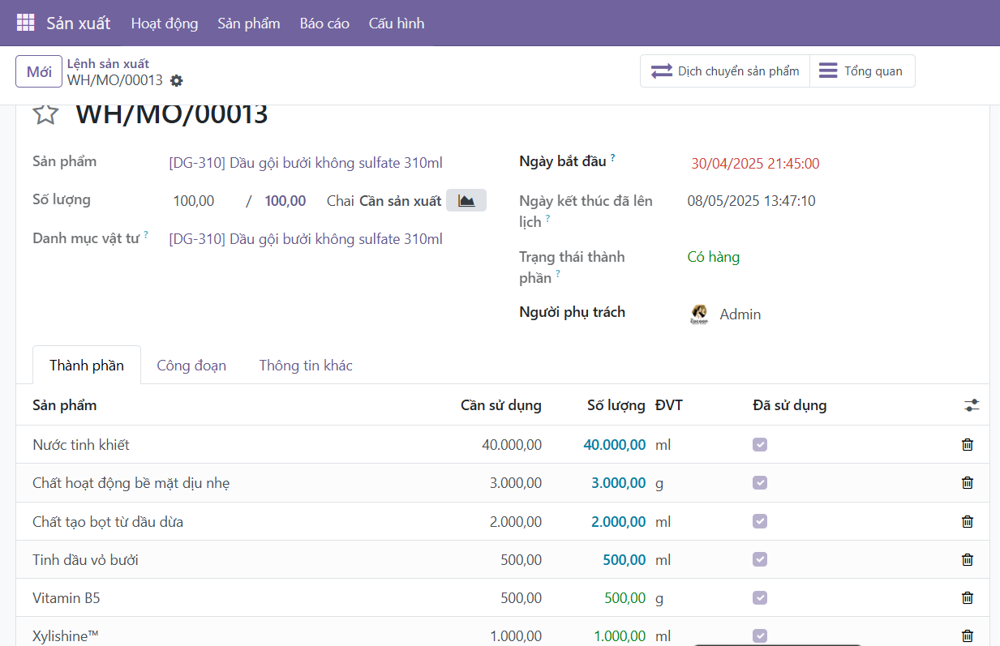 Sản xuất Hoạt động Sản phẩm Báo cáo Cấu hình
Mới Lệnh sản xuất
WH/MO/00013
Dịch chuyển sản phẩm Tổng quan
WH/MO/00013
Sản phẩm [DG-310] Dầu gội bưởi không sulfate 310ml
Số lượng 100,00 / 100,00 Chai Cần sản xuất
Danh mục vật tư ? [DG-310] Dầu gội bưởi không sulfate 310ml
Ngày bắt đầu ? 30/04/2025 21:45:00
Ngày kết thúc đã lên lịch ? 08/05/2025 13:47:10
Trạng thái thành phần ? Có hàng
Người phụ trách Admin
Thành phần Công đoạn Thông tin khác
Sản phẩm Cần sử dụng Số lượng ĐVT Đã sử dụng
Nước tinh khiết 40.000,00 40.000,00 ml
Chất hoạt động bề mặt dịu nhẹ 3.000,00 3.000,00 g
Chất tạo bọt từ dầu dừa 2.000,00 2.000,00 ml
Tinh dầu vỏ bưởi 500,00 500,00 ml
Vitamin B5 500,00 500,00 g
Xylishine™ 1.000,00 1.000,00 ml